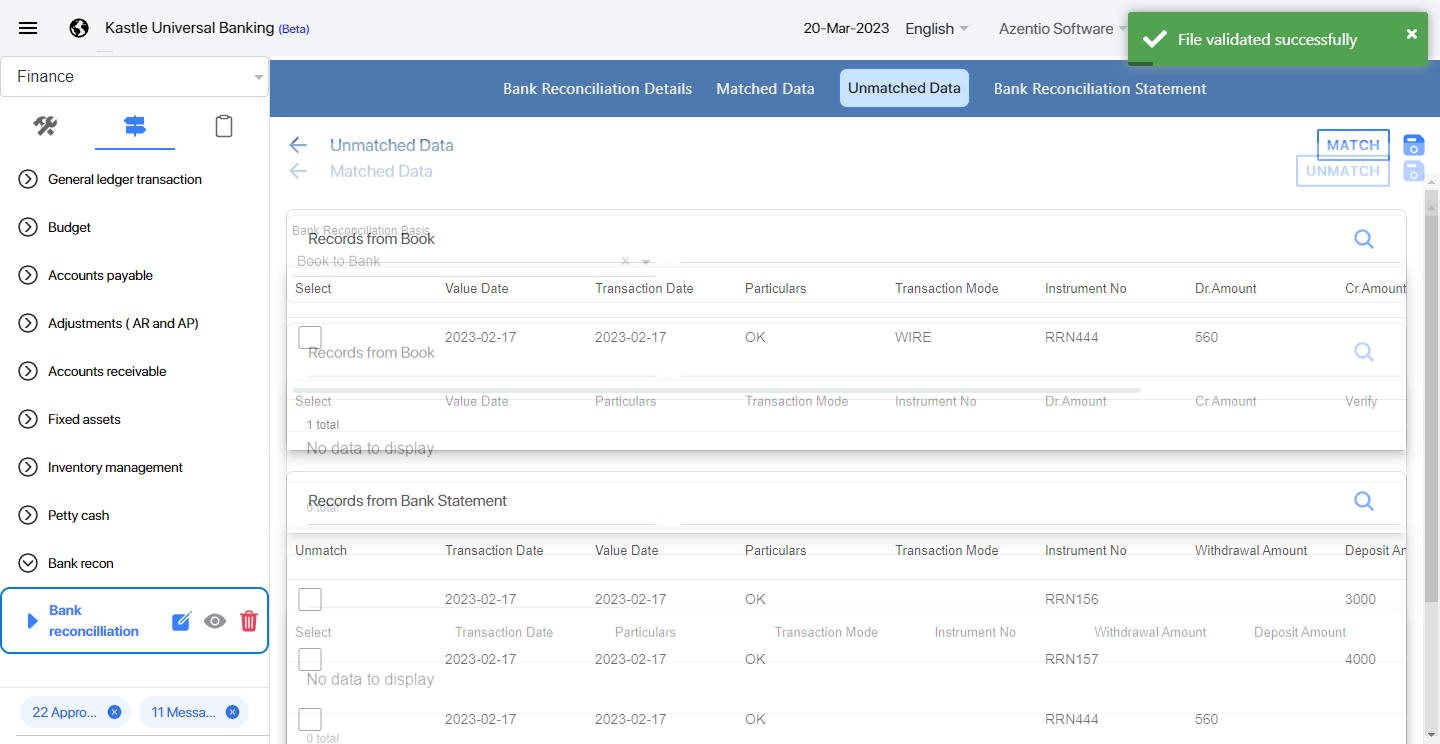 Kastle Universal Banking (Beta)
20-Mar-2023
English
Azentio Software
File validated successfully
Finance
Bank Reconciliation Details
Matched Data
Unmatched Data
Bank Reconciliation Statement
General ledger transaction
Budget
Accounts payable
Adjustments ( AR and AP)
Accounts receivable
Fixed assets
Inventory management
Petty cash
Bank recon
Bank
reconcilliation
22 Appro...
11 Messa...
Unmatched Data
MATCH
Matched Data
UNMATCH
Bank Reconciliation Basis
Records from Book
Book to Bank
Select Value Date Transaction Date Particulars Transaction Mode Instrument No Dr.Amount Cr.Amount
2023-02-17 2023-02-17 OK WIRE RRN444 560
Records from Book
Select Value Date Particulars Transaction Mode Instrument No Dr.Amount Cr.Amount Verify
1 total
No data to display
Records from Bank Statement
0 total
Unmatch Transaction Date Value Date Particulars Transaction Mode Instrument No Withdrawal Amount Deposit An
2023-02-17 2023-02-17 OK RRN156 3000
Select Transaction Date Particulars Transaction Mode Instrument No Withdrawal Amount Deposit Amount
2023-02-17 2023-02-17 OK RRN157 4000
No data to display
2023-02-17 2023-02-17 OK RRN444 560
0 total